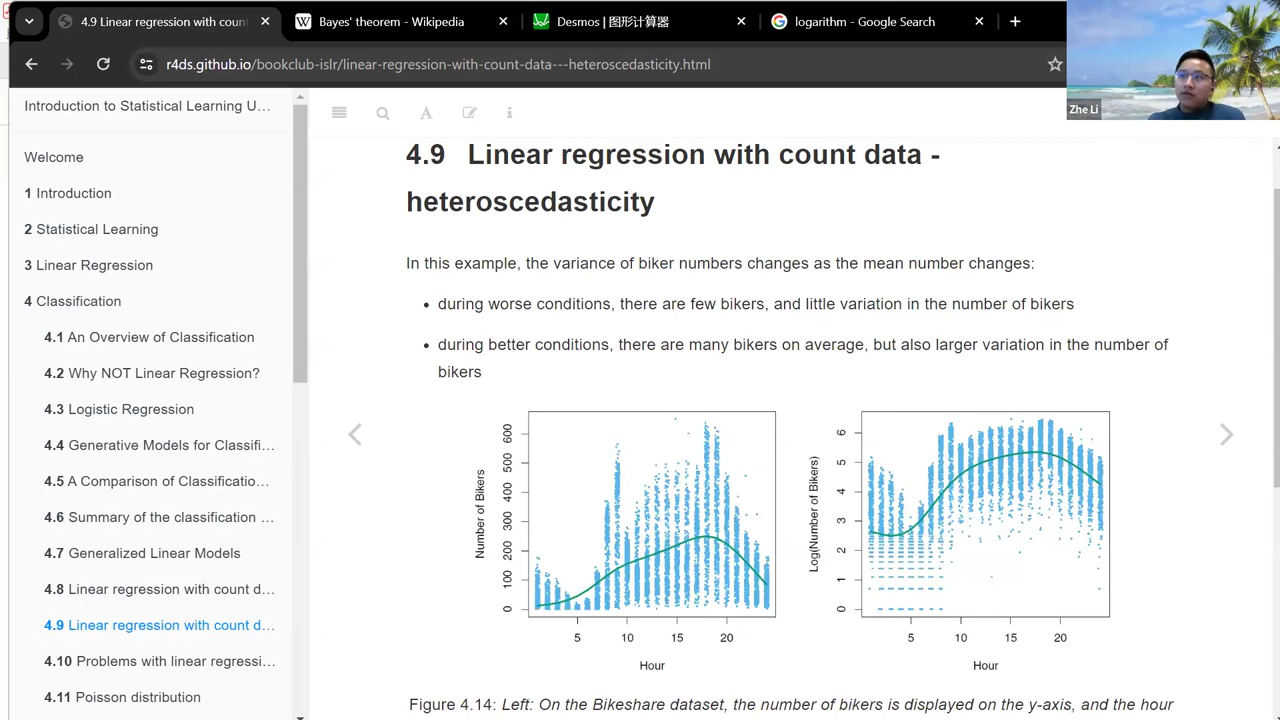 4.9 Linear regression with coun
Bayes' theorem - Wikipedia
Desmos | 图形计算器
logarithm - Google Search
r4ds.github.io/bookclub-islr/linear-regression-with-count-data---heteroscedasticity.html
Zhe Li
Introduction to Statistical Learning U…
Welcome
1 Introduction
2 Statistical Learning
3 Linear Regression
4 Classification
4.1 An Overview of Classification
4.2 Why NOT Linear Regression?
4.3 Logistic Regression
4.4 Generative Models for Classifi…
4.5 A Comparison of Classificatio…
4.6 Summary of the classification …
4.7 Generalized Linear Models
4.8 Linear regression with count d…
4.9 Linear regression with count d…
4.10 Problems with linear regressi…
4.11 Poisson distribution
4.9 Linear regression with count data -
heteroscedasticity
In this example, the variance of biker numbers changes as the mean number changes:
• during worse conditions, there are few bikers, and little variation in the number of bikers
• during better conditions, there are many bikers on average, but also larger variation in the number of
bikers
Number of Bikers
600
500
400
300
200
100
0
5 10 15 20
Hour
Log(Number of Bikers)
6
5
4
3
2
1
0
5 10 15 20
Hour
Figure 4.14: Left: On the Bikeshare dataset, the number of bikers is displayed on the y-axis, and the hour